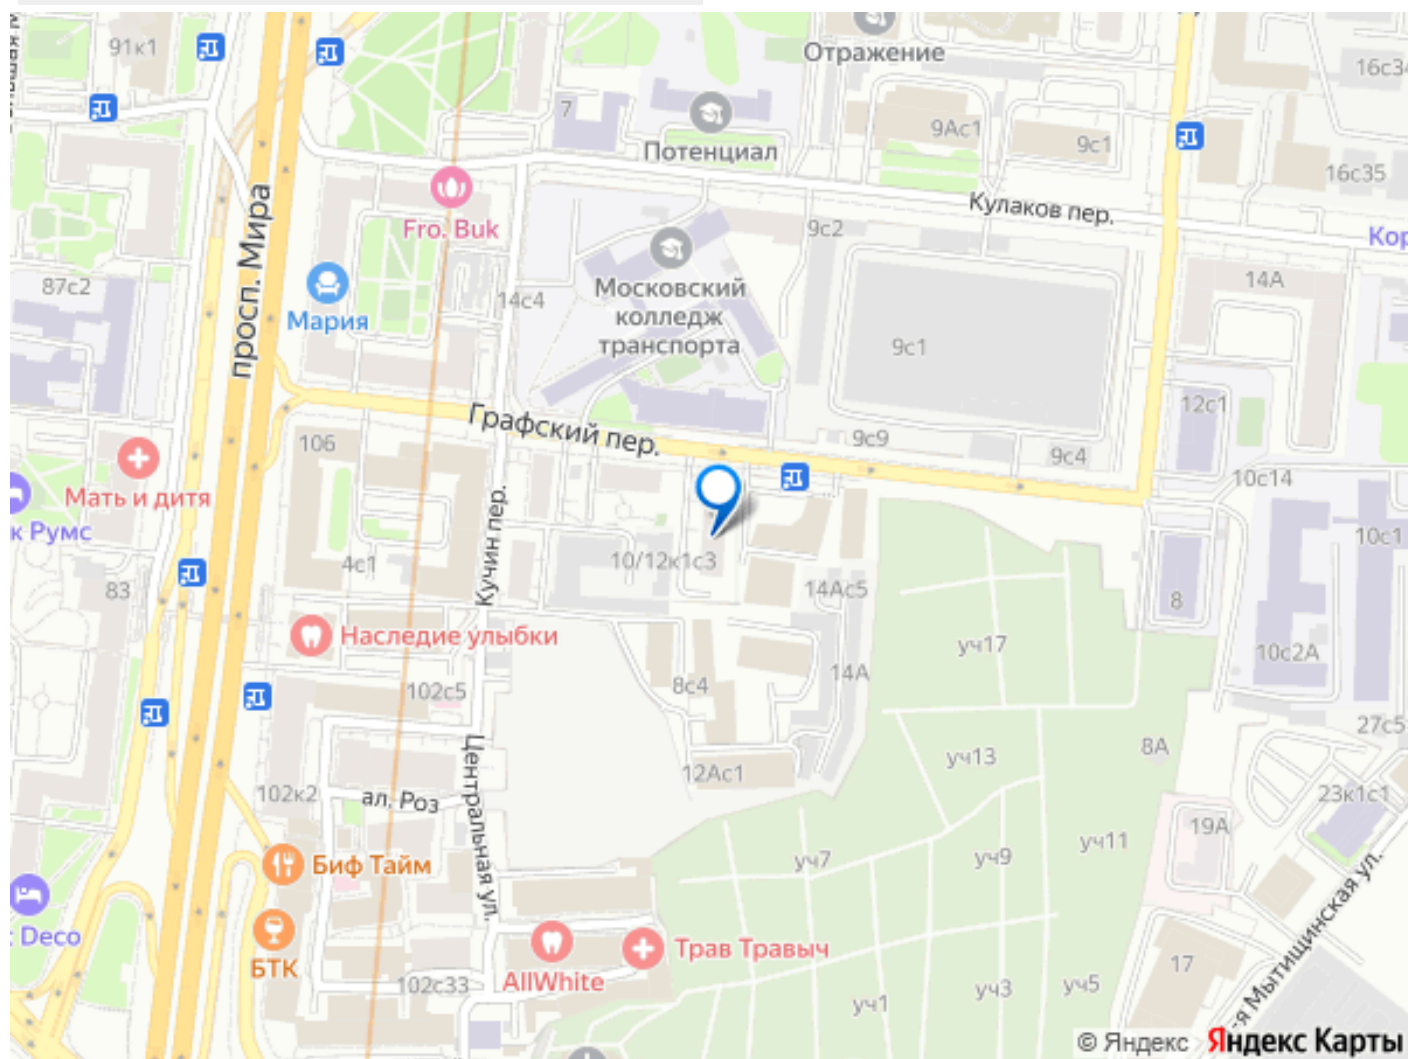 91к1
Отражение
16с34
7
9Ас1
9с1
Потенциал
16с35
просп. Мира
Fro. Buk
Кулаков пер.
9с2
Кор
87с2
Мария
14с4
Московский
колледж
транспорта
14А
9с1
12с1
Графский пер.
106
9с9
9с4
10с14
Мать и дитя
к Румс
Кучин пер.
10с1
4с1
10/12к1с3
14Ас5
83
8
Наследие улыбки
уч17
10с2А
102с5
8с4
14А
27с5
8А
Центральная ул.
12Ас1
уч13
102к2
ал. Роз
23к1с1
19А
Биф Тайм
уч7
уч9
уч11
Deco
БТК
AllWhite
Трав Травыч
102с33
17
уч1
уч3
уч5
-я Мытищинская ул.
© Яндекс Яндекс Карты